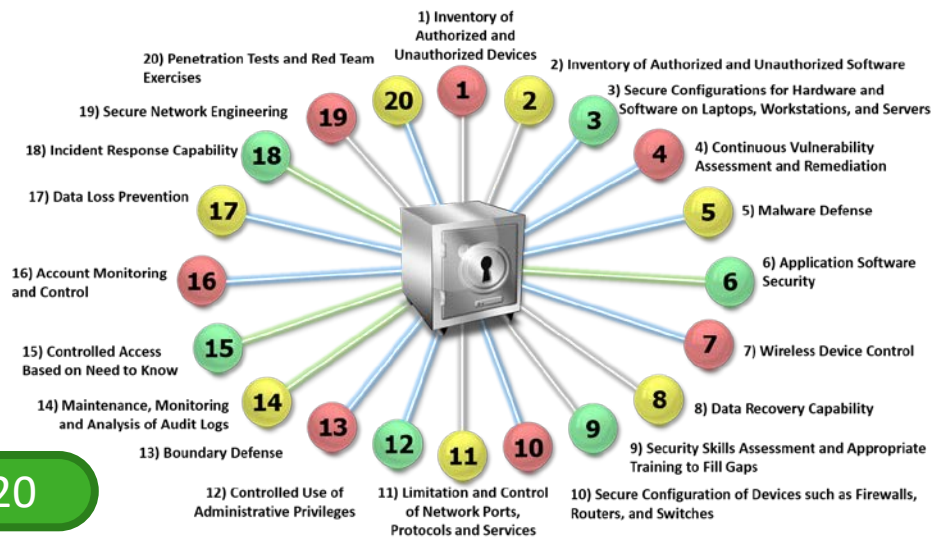 1) Inventory of
Authorized and
Unauthorized Devices
2) Inventory of Authorized and Unauthorized Software
3) Secure Configurations for Hardware and
Software on Laptops, Workstations, and Servers
4) Continuous Vulnerability
Assessment and Remediation
5) Malware Defense
6) Application Software
Security
7) Wireless Device Control
8) Data Recovery Capability
9) Security Skills Assessment and Appropriate
Training to Fill Gaps
10) Secure Configuration of Devices such as Firewalls,
Routers, and Switches
11) Limitation and Control
of Network Ports,
Protocols and Services
12) Controlled Use of
Administrative Privileges
13) Boundary Defense
14) Maintenance, Monitoring
and Analysis of Audit Logs
15) Controlled Access
Based on Need to Know
16) Account Monitoring
and Control
17) Data Loss Prevention
18) Incident Response Capability
19) Secure Network Engineering
20) Penetration Tests and Red Team
Exercises
1
2
3
4
5
6
7
8
9
10
11
12
13
14
15
16
17
18
19
20
20